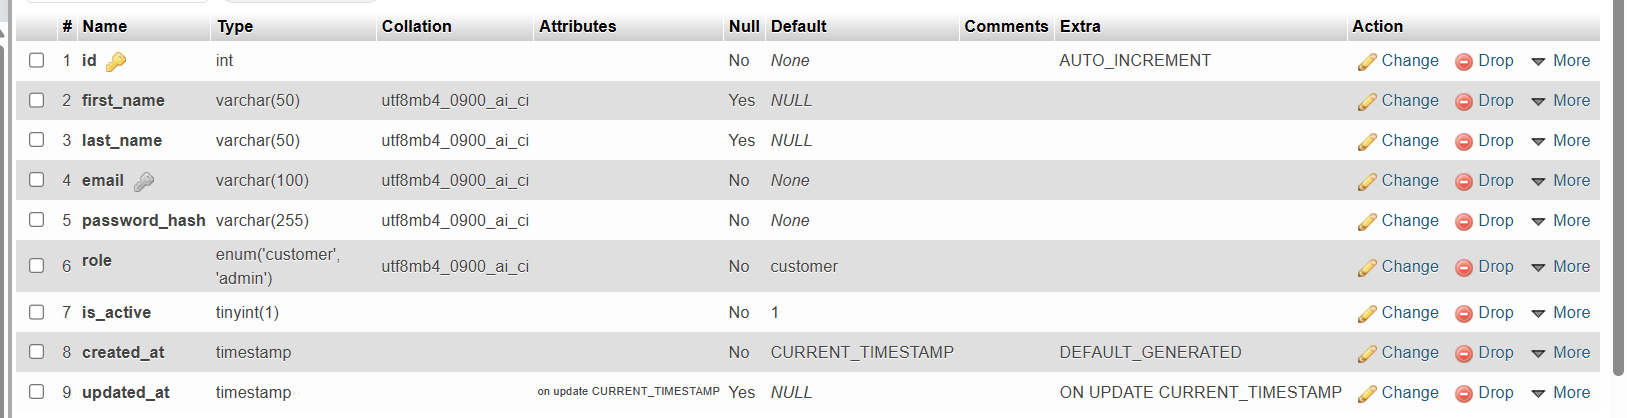 # Name Type Collation Attributes Null Default Comments Extra Action
1 id int No None AUTO_INCREMENT Change Drop More
2 first_name varchar(50) utf8mb4_0900_ai_ci Yes NULL Change Drop More
3 last_name varchar(50) utf8mb4_0900_ai_ci Yes NULL Change Drop More
4 email varchar(100) utf8mb4_0900_ai_ci No None Change Drop More
5 password_hash varchar(255) utf8mb4_0900_ai_ci No None Change Drop More
6 role enum('customer', utf8mb4_0900_ai_ci No customer Change Drop More
'admin')
7 is_active tinyint(1) No 1 Change Drop More
8 created_at timestamp No CURRENT_TIMESTAMP DEFAULT_GENERATED Change Drop More
9 updated_at timestamp on update CURRENT_TIMESTAMP Yes NULL ON UPDATE CURRENT_TIMESTAMP Change Drop More